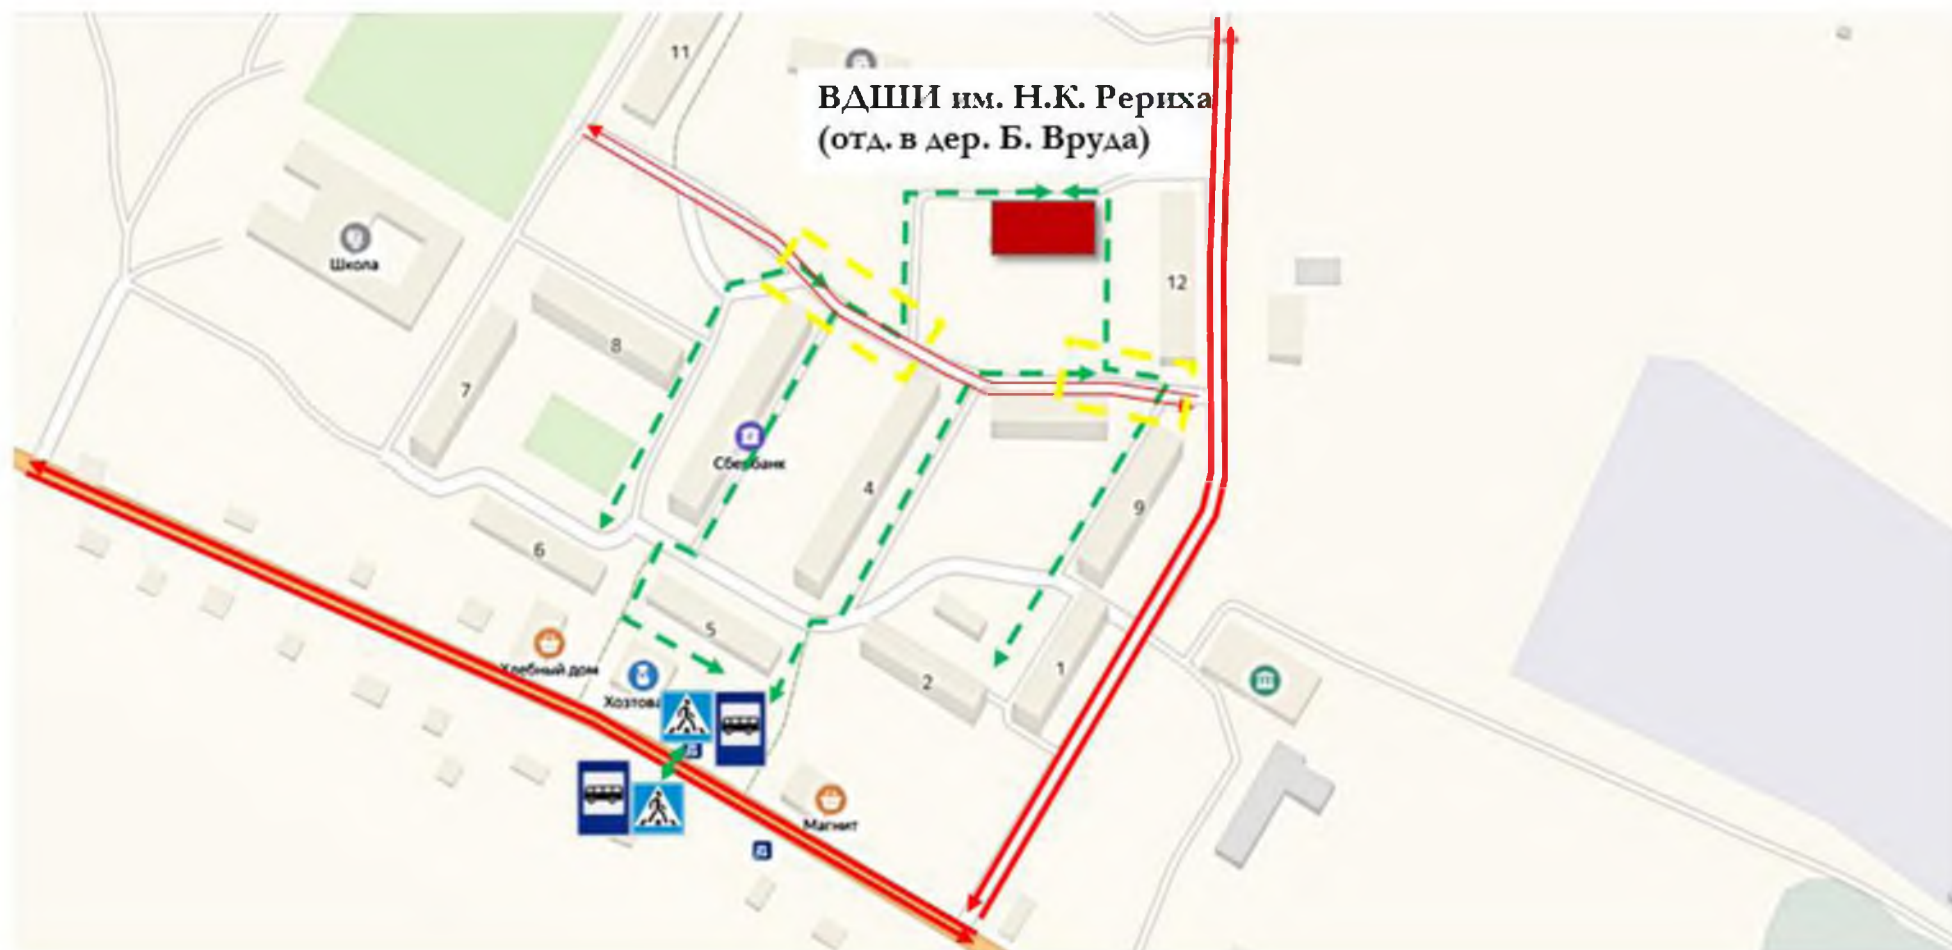 11
ВДШИ им. Н.К. Рериха
(отд. в дер. Б. Вруда)
Школа
12
8
7
Сбербанк
4
9
6
5
Хлебный дом
1
2
Хозтова
Магнит